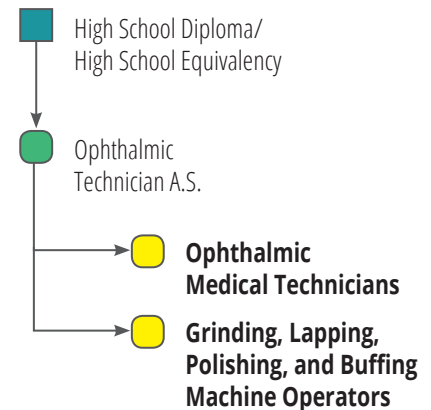 High School Diploma/
High School Equivalency
Ophthalmic
Technician A.S.
Ophthalmic
Medical Technicians
Grinding, Lapping,
Polishing, and Buffing
Machine Operators